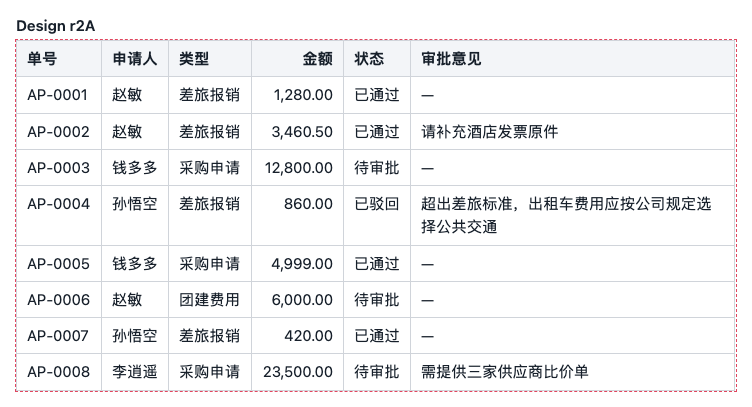 Design r2A
单号 申请人 类型 金额 状态 审批意见
AP-0001 赵敏 差旅报销 1,280.00 已通过 —
AP-0002 赵敏 差旅报销 3,460.50 已通过 请补充酒店发票原件
AP-0003 钱多多 采购申请 12,800.00 待审批 —
AP-0004 孙悟空 差旅报销 860.00 已驳回 超出差旅标准，出租车费用应按公司规定选
择公共交通
AP-0005 钱多多 采购申请 4,999.00 已通过 —
AP-0006 赵敏 团建费用 6,000.00 待审批 —
AP-0007 孙悟空 差旅报销 420.00 已通过 —
AP-0008 李逍遥 采购申请 23,500.00 待审批 需提供三家供应商比价单